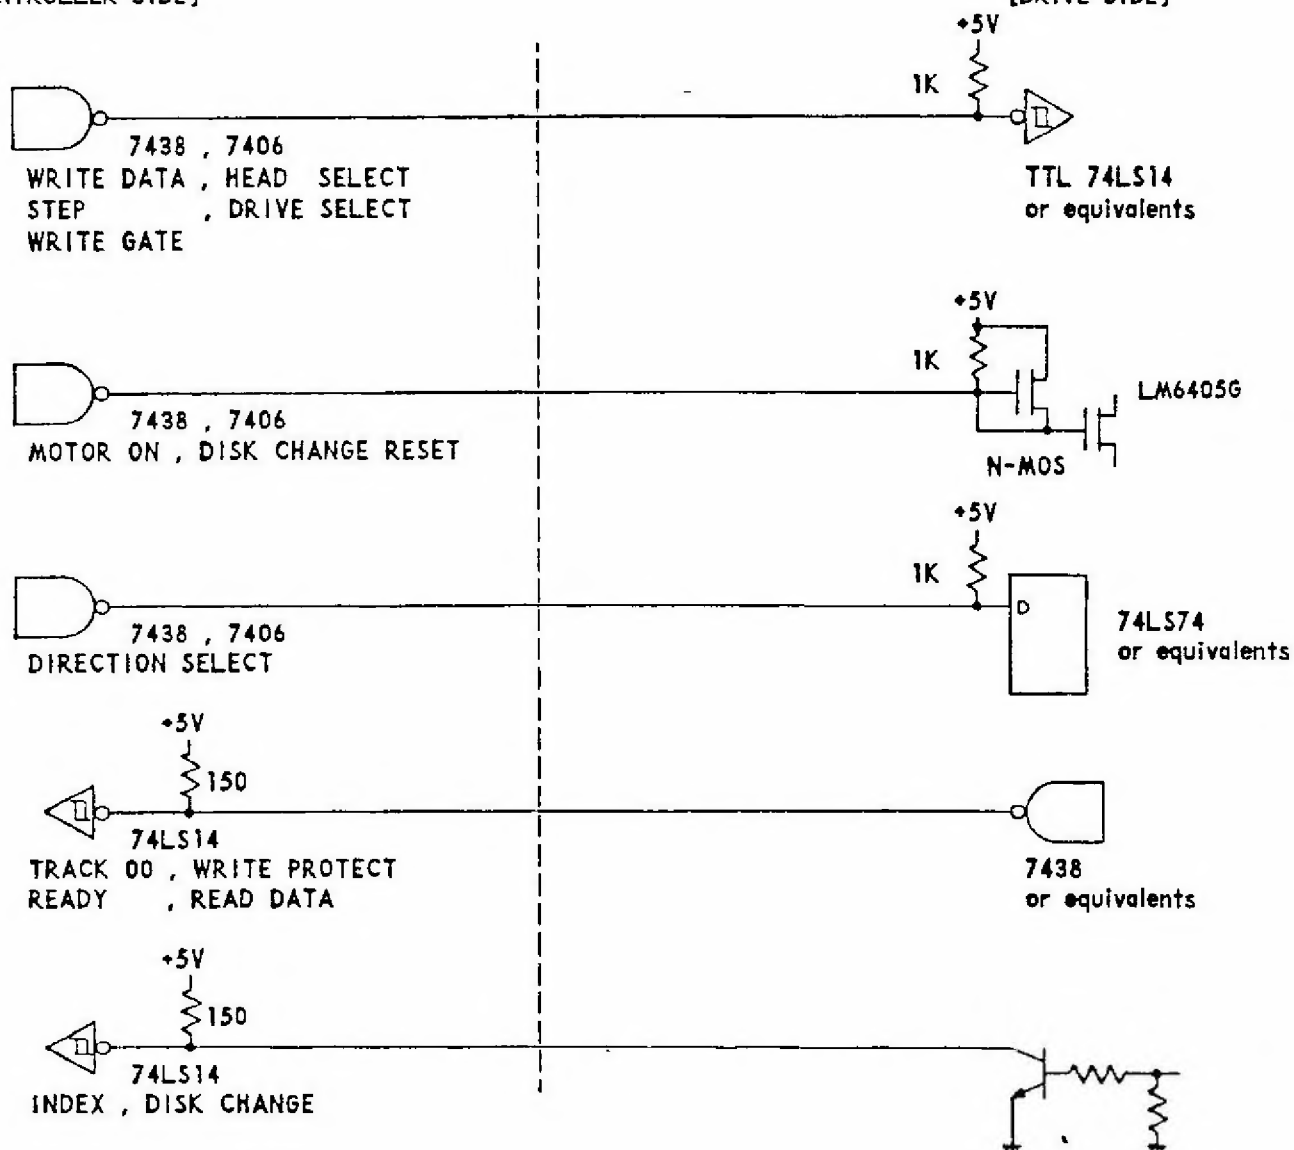 +5V
1K
7438 , 7406
WRITE DATA , HEAD SELECT
STEP , DRIVE SELECT
WRITE GATE
TTL 74LS14
or equivalents
+5V
1K
7438 , 7406
MOTOR ON , DISK CHANGE RESET
LM6405G
N-MOS
+5V
1K
D
7438 , 7406
DIRECTION SELECT
74LS74
or equivalents
+5V
150
74LS14
TRACK 00 , WRITE PROTECT
READY , READ DATA
7438
or equivalents
+5V
150
74LS14
INDEX , DISK CHANGE